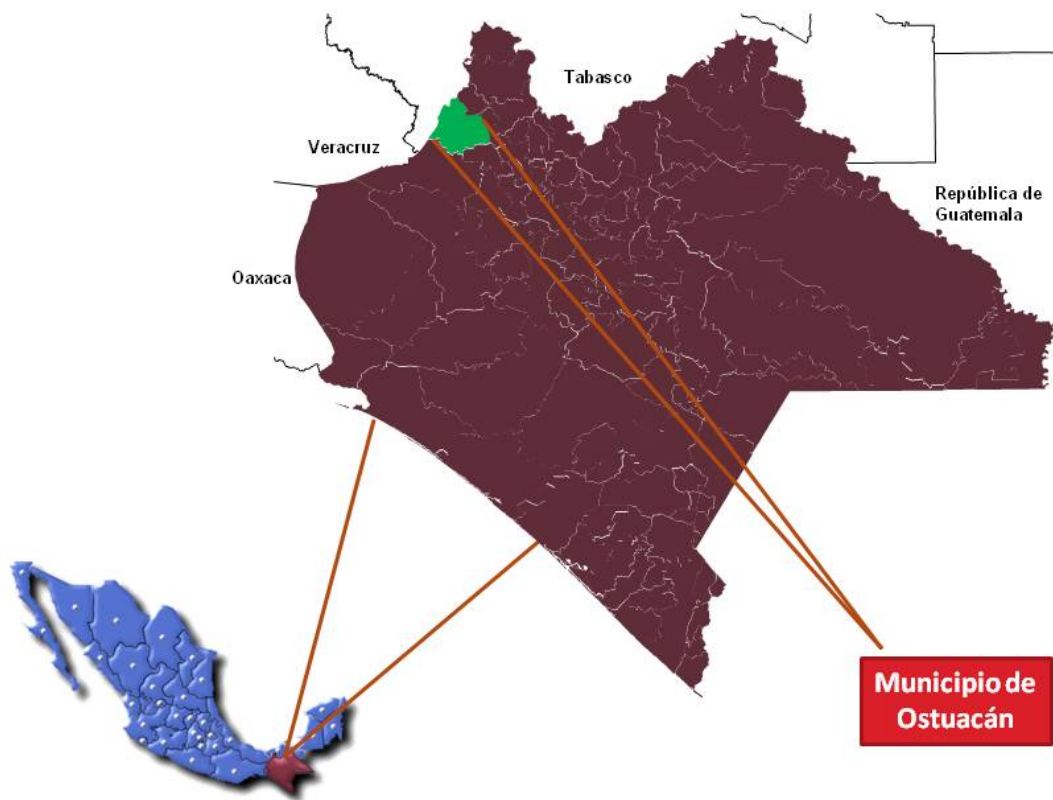 Tabasco
Veracruz
República de
Guatemala
Oaxaca
Municipio de
Ostuacán